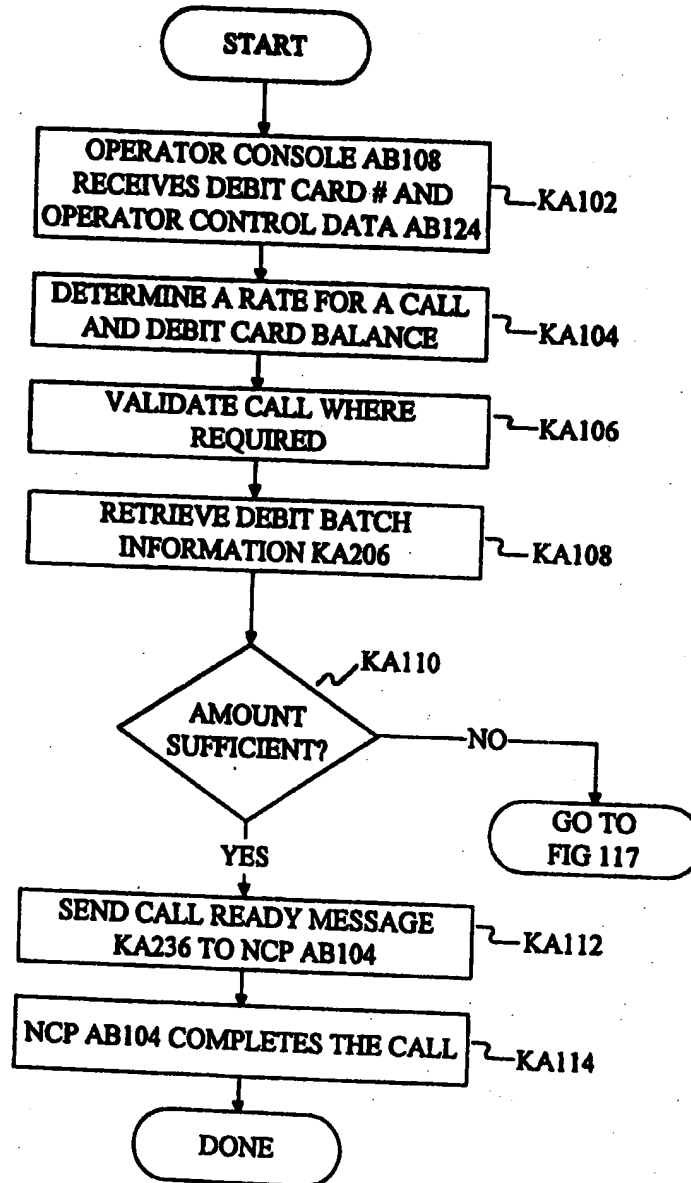 START
OPERATOR CONSOLE AB108
RECEIVES DEBIT CARD # AND
OPERATOR CONTROL DATA AB124
KA102
DETERMINE A RATE FOR A CALL
AND DEBIT CARD BALANCE
KA104
VALIDATE CALL WHERE
REQUIRED
KA106
RETRIEVE DEBIT BATCH
INFORMATION KA206
KA108
KA110
AMOUNT
SUFFICIENT?
NO
GO TO
FIG 117
YES
SEND CALL READY MESSAGE
KA236 TO NCP AB104
KA112
NCP AB104 COMPLETES THE CALL
KA114
DONE